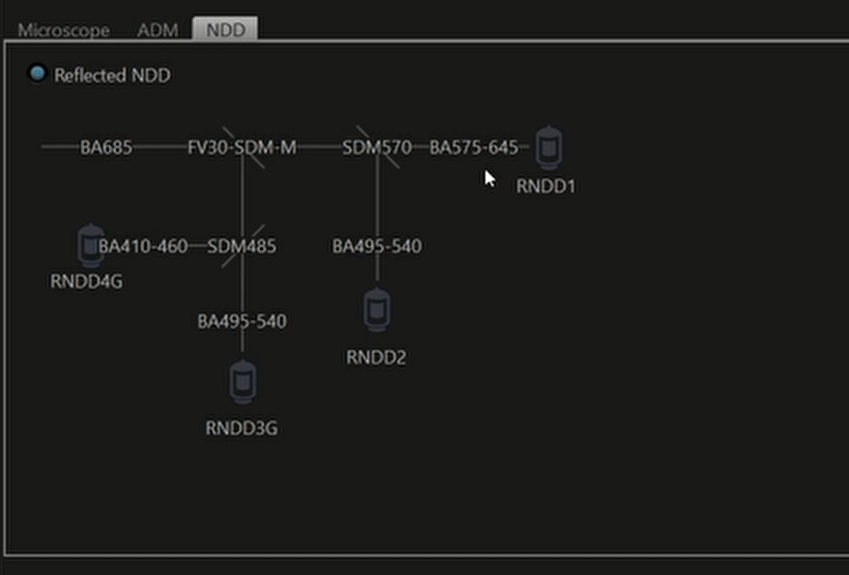 Microscope ADM NDD
Reflected NDD
BA685 FV30-SDM-M SDM570 BA575-645
RNDD1
BA410-460 SDM485 BA495-540
RNDD4G
BA495-540
RNDD2
RNDD3G